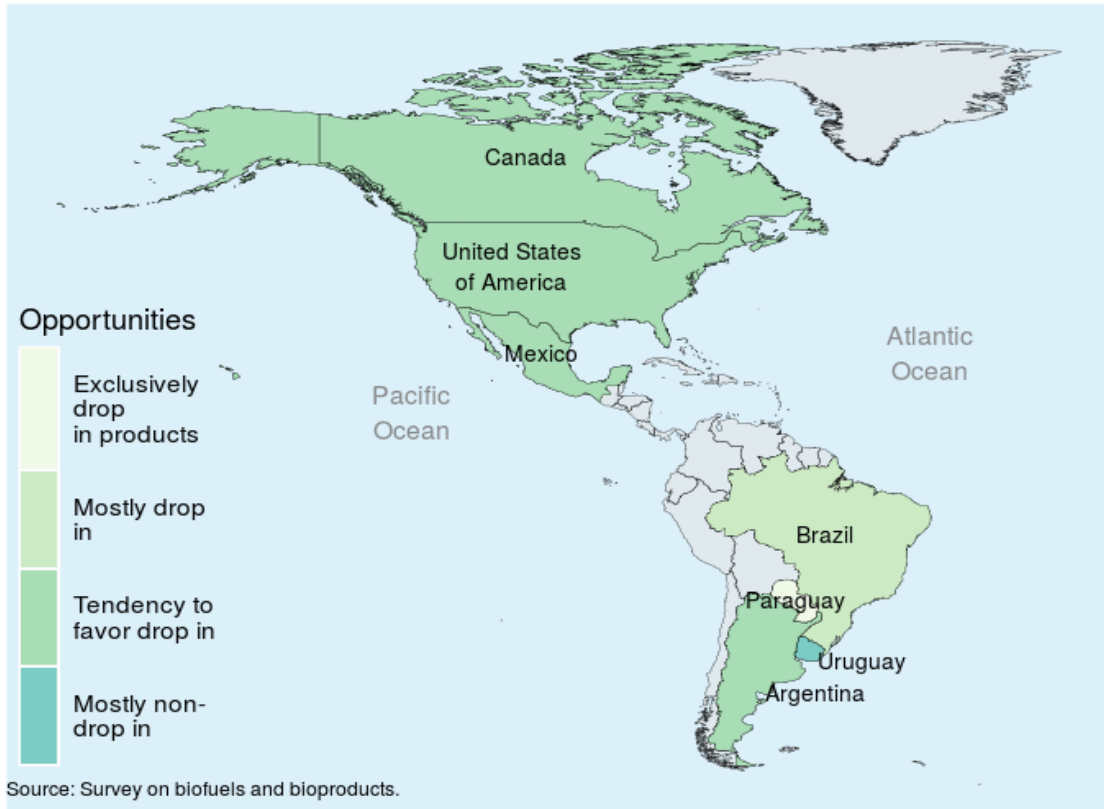 Canada
United States
of America
Mexico
Opportunities
Exclusively
drop
in products
Mostly drop
in
Tendency to
favor drop in
Mostly non-
drop in
Pacific
Ocean
Atlantic
Ocean
Brazil
Paraguay
Uruguay
Argentina
Source: Survey on biofuels and bioproducts.